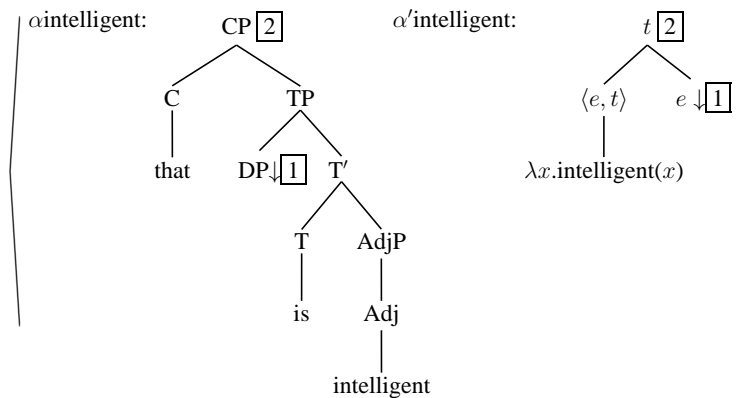 αintelligent: CP 2 α′intelligent: t 2
C TP ⟨e, t⟩ e ↓ 1
that DP↓ 1 T′ λx.intelligent(x)
T AdjP
is Adj
intelligent